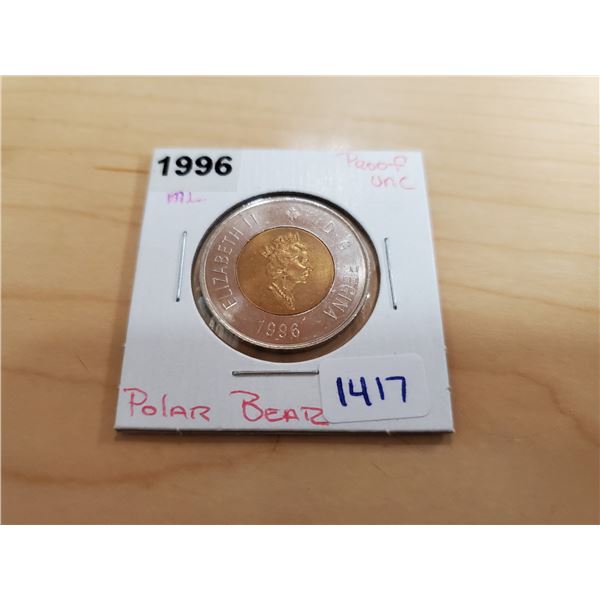 1996
Proof
unc
ML
ELIZABETH II D·G·REGINA
1996
POLAR BEAR
1417